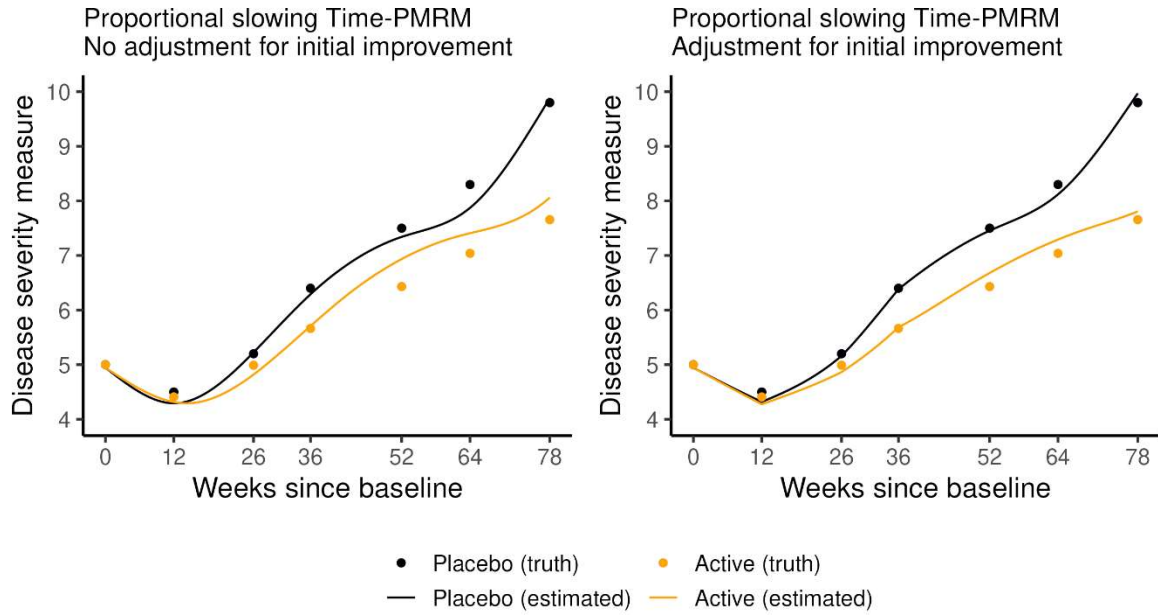 Proportional slowing Time-PMRM
No adjustment for initial improvement
Disease severity measure
10
9
8
7
6
5
4
0 12 26 36 52 64 78
Weeks since baseline
Proportional slowing Time-PMRM
Adjustment for initial improvement
Disease severity measure
10
9
8
7
6
5
4
0 12 26 36 52 64 78
Weeks since baseline
Placebo (truth) Active (truth)
Placebo (estimated) Active (estimated)